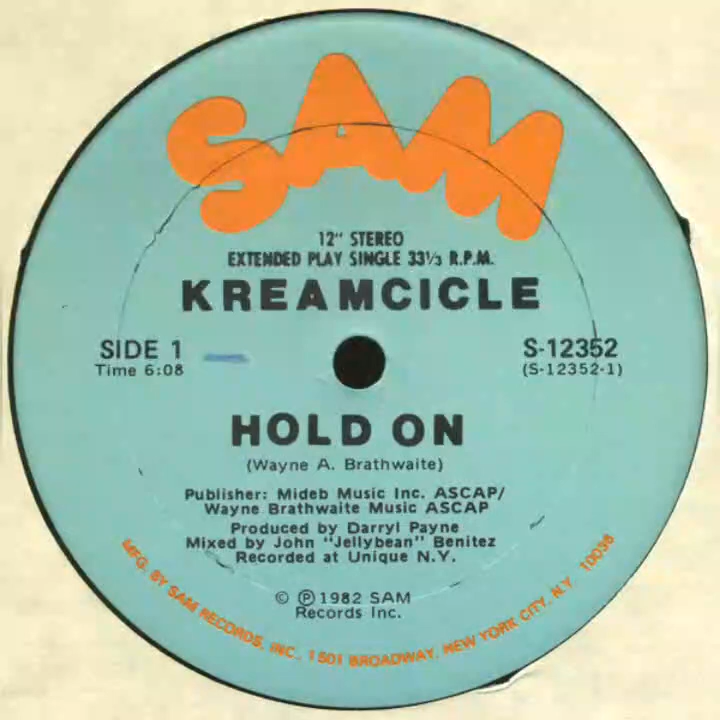 SAM
12" STEREO
EXTENDED PLAY SINGLE 33⅓ R.P.M.
KREAMCICLE
SIDE 1
Time 6:08
S-12352
(S-12352-1)
HOLD ON
(Wayne A. Brathwaite)
Publisher: Mideb Music Inc. ASCAP/
Wayne Brathwaite Music ASCAP
Produced by Darryl Payne
Mixed by John "Jellybean" Benitez
Recorded at Unique N.Y.
© ℗ 1982 SAM
Records Inc.
MFG. BY SAM RECORDS, INC., 1501 BROADWAY, NEW YORK CITY, N.Y. 10036